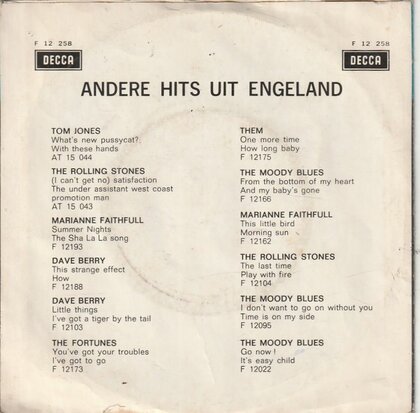 F 12 258
F 12 258
DECCA
DECCA
ANDERE HITS UIT ENGELAND
TOM JONES
What's new pussycat?
With these hands
AT 15 044
THE ROLLING STONES
(I can't get no) satisfaction
The under assistant west coast
promotion man
AT 15 043
MARIANNE FAITHFULL
Summer Nights
The Sha La La song
F 12193
DAVE BERRY
This strange effect
How
F 12188
DAVE BERRY
Little things
I've got a tiger by the tail
F 12103
THE FORTUNES
You've got your troubles
I've got to go
F 12173
THEM
One more time
How long baby
F 12175
THE MOODY BLUES
From the bottom of my heart
And my baby's gone
F 12166
MARIANNE FAITHFULL
This little bird
Morning sun
F 12162
THE ROLLING STONES
The last time
Play with fire
F 12104
THE MOODY BLUES
I don't want to go on without you
Time is on my side
F 12095
THE MOODY BLUES
Go now !
It's easy child
F 12022